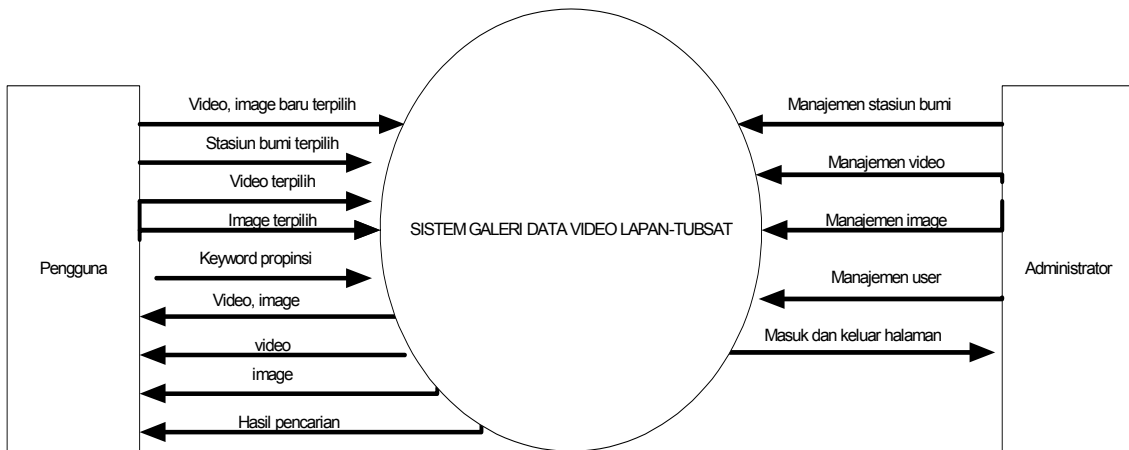 Video, image baru terpilih
Stasiun bumi terpilih
Video terpilih
Image terpilih
Keyword propinsi
Video, image
video
image
Hasil pencarian
Pengguna
SISTEM GALERI DATA VIDEO LAPAN-TUBSAT
Manajemen stasiun bumi
Manajemen video
Manajemen image
Manajemen user
Masuk dan keluar halaman
Administrator